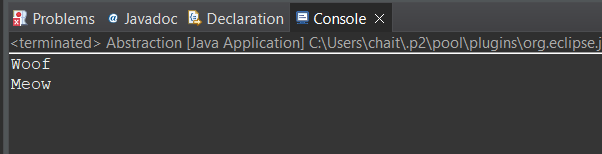 Problems @ Javadoc Declaration Console
<terminated> Abstraction [Java Application] C:\Users\chait\.p2\pool\plugins\org.eclipse.j
Woof
Meow